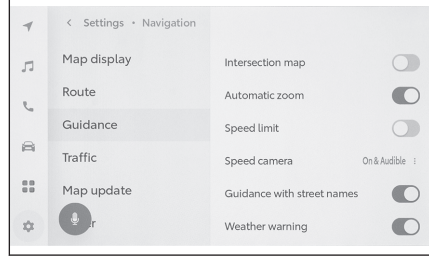 < Settings • Navigation
Map display
Route
Guidance
Traffic
Map update
r
Intersection map
Automatic zoom
Speed limit
Speed camera On & Audible
Guidance with street names
Weather warning